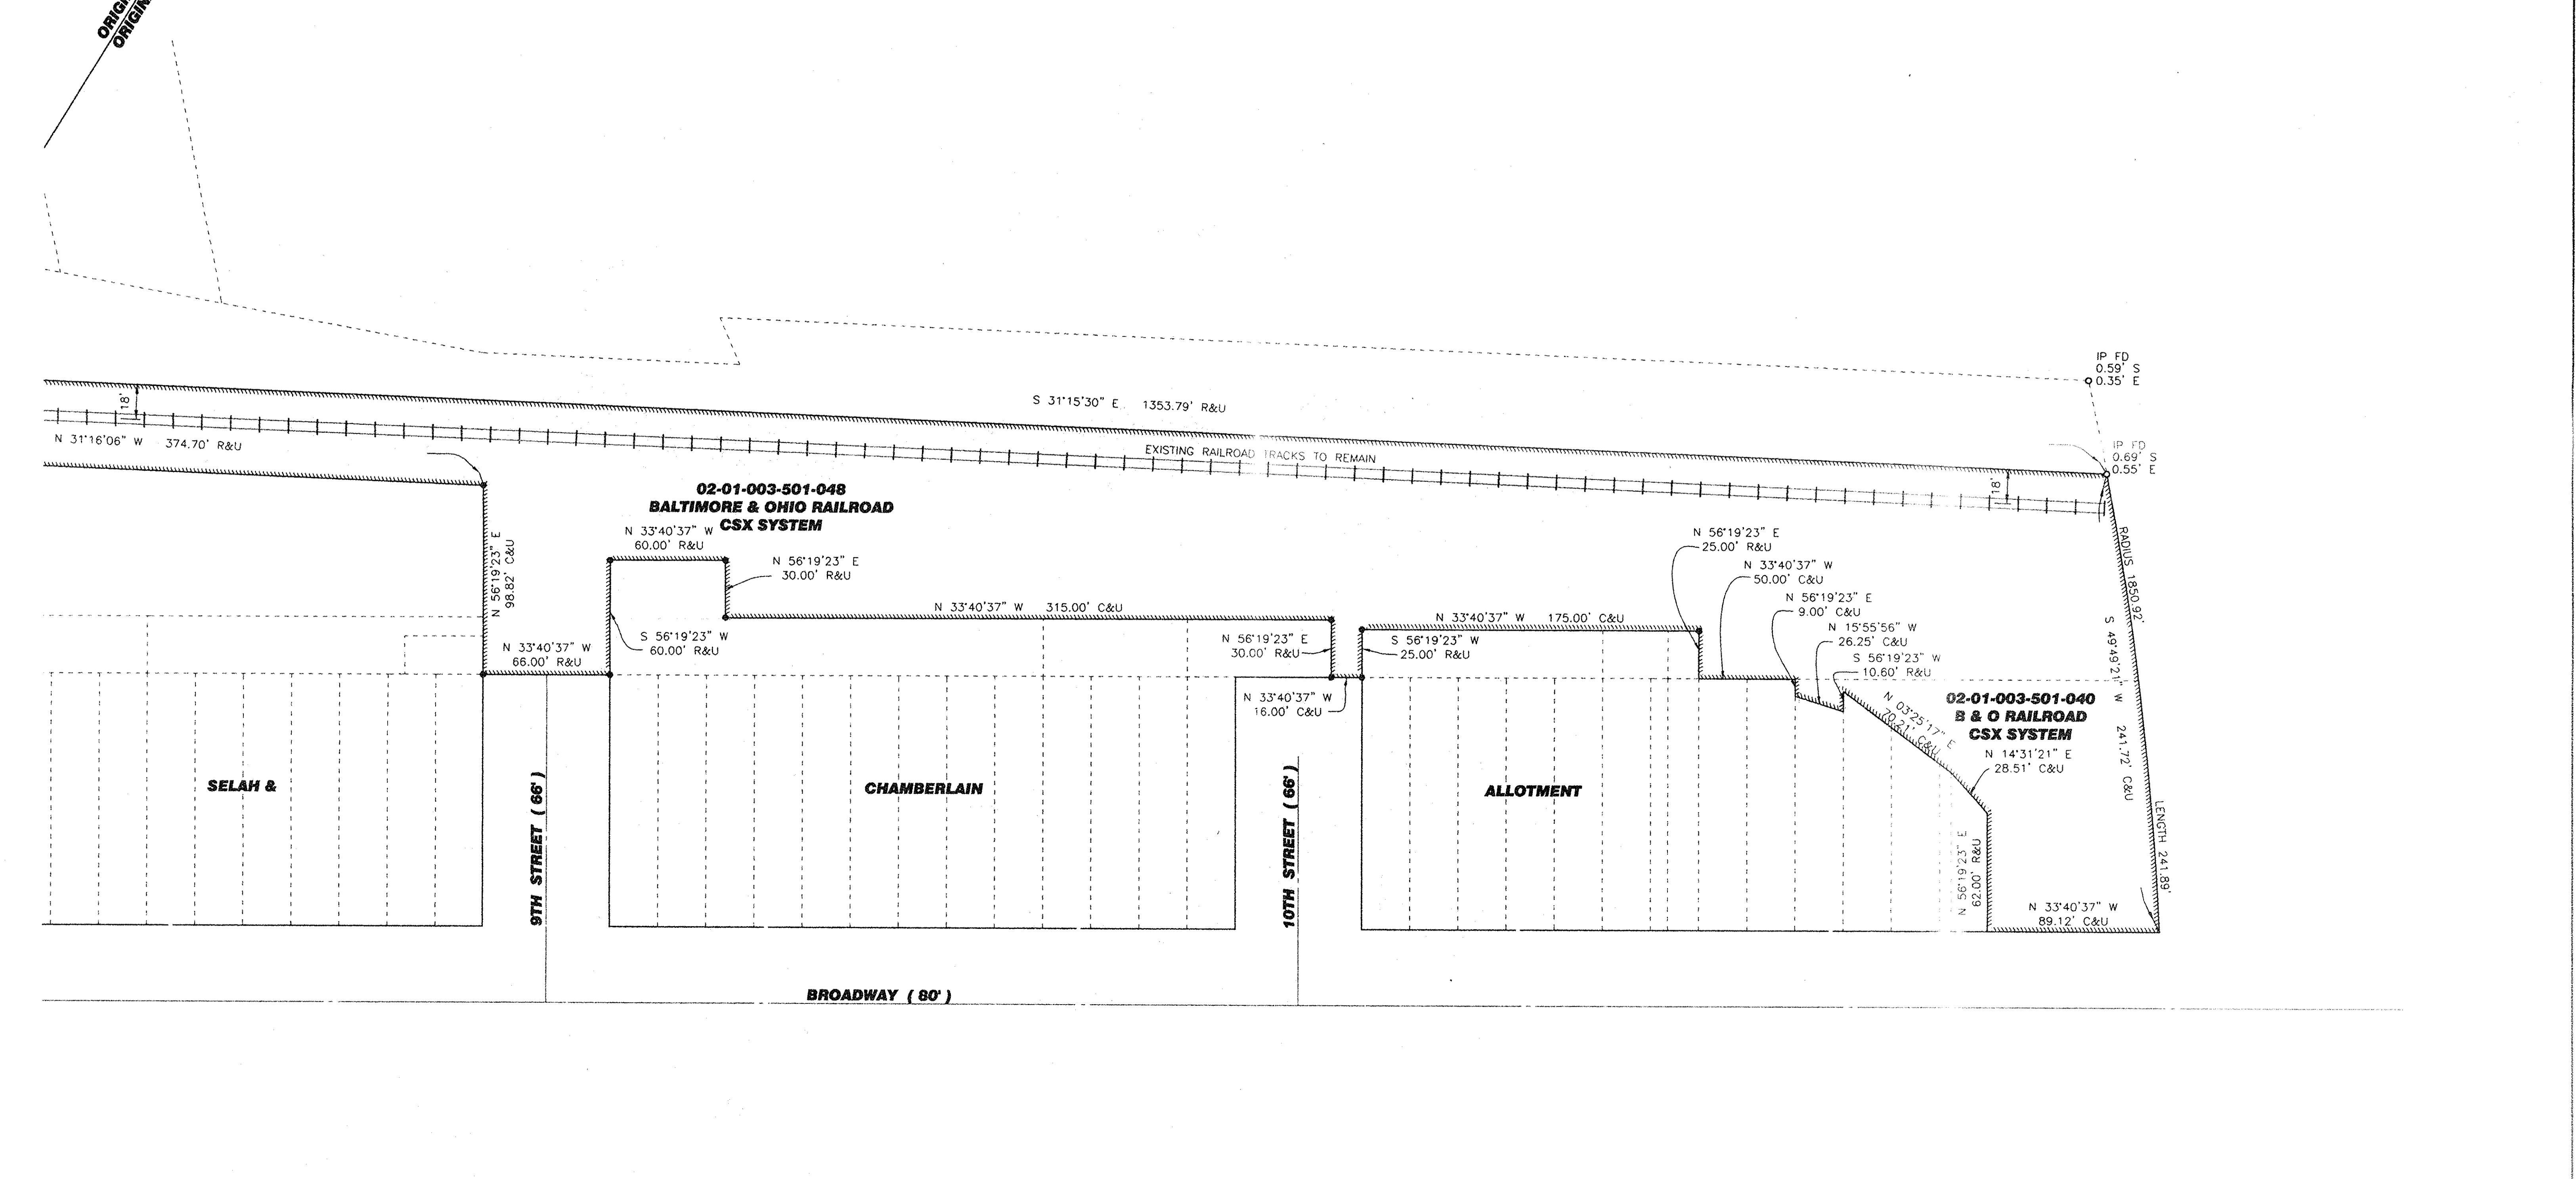 IP FD
0.59' S
0.35' E
S 31°15'30" E 1353.79' R&U
18'
N 31°16'06" W 374.70' R&U
EXISTING RAILROAD TRACKS TO REMAIN
IP FD
0.69' S
0.55' E
18'
02-01-003-501-048
BALTIMORE & OHIO RAILROAD
CSX SYSTEM
N 33°40'37" W
60.00' R&U
N 56°19'23" E
30.00' R&U
N 56°19'23" E
98.82' C&U
N 33°40'37" W
66.00' R&U
S 56°19'23" W
60.00' R&U
N 33°40'37" W 315.00' C&U
N 56°19'23" E
30.00' R&U
N 33°40'37" W
16.00' C&U
N 33°40'37" W 175.00' C&U
S 56°19'23" W
25.00' R&U
N 56°19'23" E
25.00' R&U
N 33°40'37" W
50.00' C&U
N 56°19'23" E
9.00' C&U
N 15°55'56" W
26.25' C&U
S 56°19'23" W
10.60' R&U
N 03°25'17" E
70.21' C&U
02-01-003-501-040
B & O RAILROAD
CSX SYSTEM
N 14°31'21" E
28.51' C&U
RADIUS 1850.92'
LENGTH 241.89'
S 49°49'21" W 241.72' C&U
N 56°19'23" E
62.00' R&U
N 33°40'37" W
89.12' C&U
SELAH &
CHAMBERLAIN
ALLOTMENT
9TH STREET ( 66' )
10TH STREET ( 66' )
BROADWAY ( 80' )